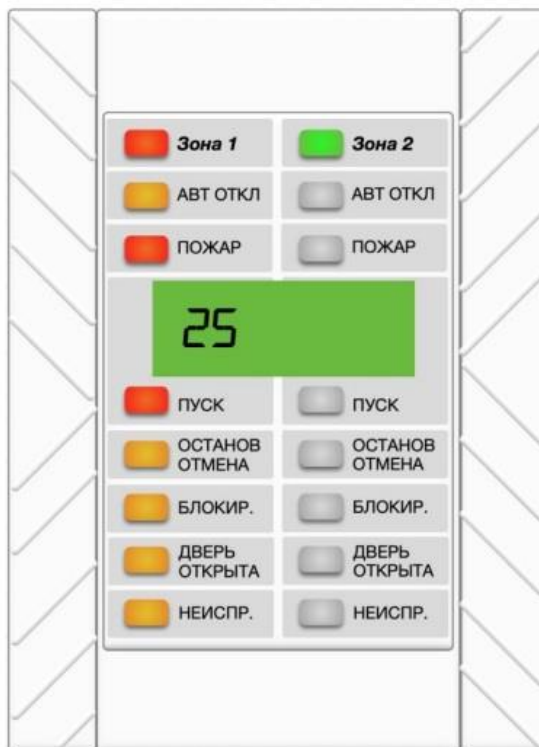 Зона 1 Зона 2
АВТ ОТКЛ АВТ ОТКЛ
ПОЖАР ПОЖАР
25
ПУСК ПУСК
ОСТАНОВ ОСТАНОВ
ОТМЕНА ОТМЕНА
БЛОКИР. БЛОКИР.
ДВЕРЬ ДВЕРЬ
ОТКРЫТА ОТКРЫТА
НЕИСПР. НЕИСПР.